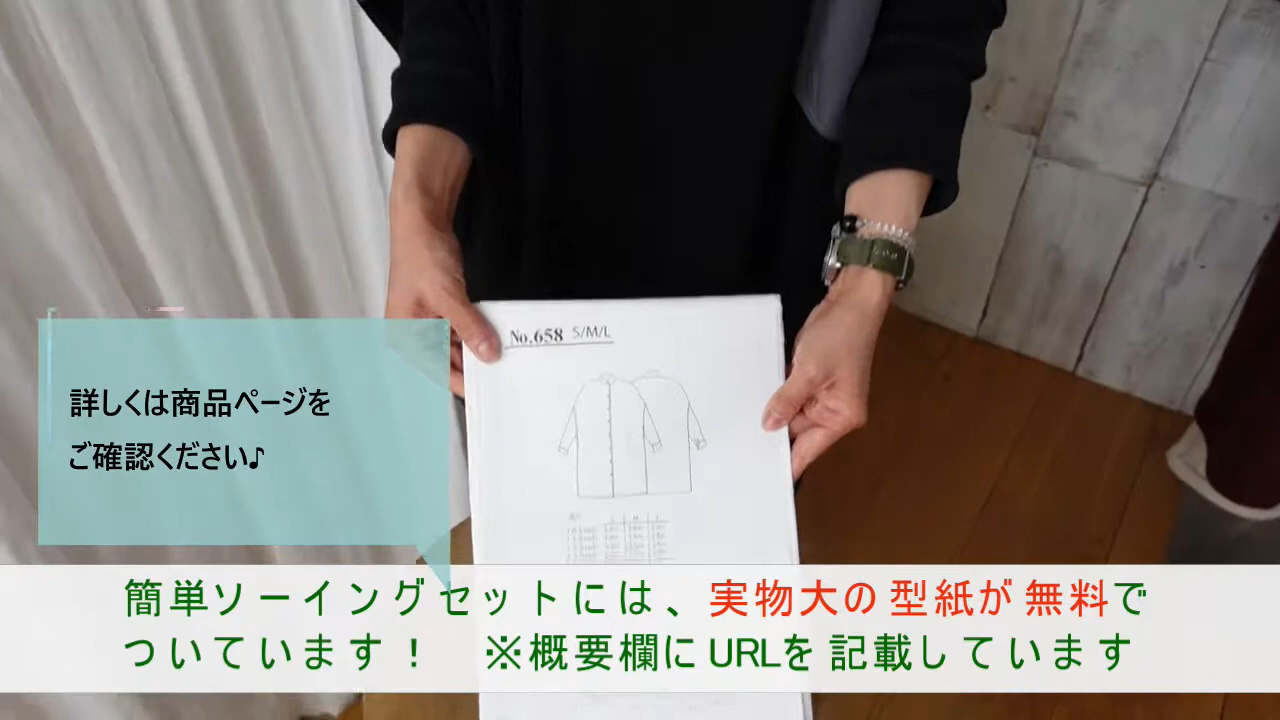 No.658 S/M/L
詳しくは商品ページを
ご確認ください♪
簡単ソーイングセットには、実物大の型紙が無料で
ついています！　※概要欄にURLを記載しています